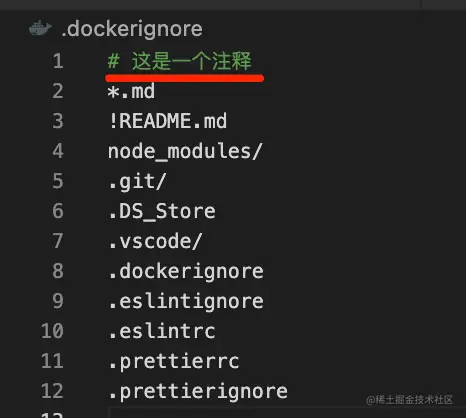 .dockerignore
1 # 这是一个注释
2 *.md
3 !README.md
4 node_modules/
5 .git/
6 .DS_Store
7 .vscode/
8 .dockerignore
9 .eslintignore
10 .eslintrc
11 .prettierrc
12 .prettierignore
13
@稀土掘金技术社区